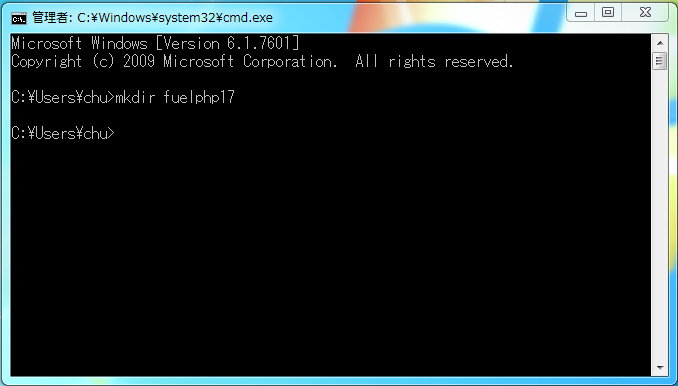 管理者: C:¥Windows¥system32¥cmd.exe
Microsoft Windows [Version 6.1.7601]
Copyright (c) 2009 Microsoft Corporation.  All rights reserved.
C:¥Users¥chu>mkdir fuelphp17
C:¥Users¥chu>